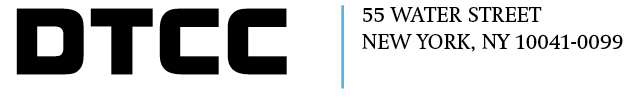 DTCC
55 WATER STREET
NEW YORK, NY 10041-0099